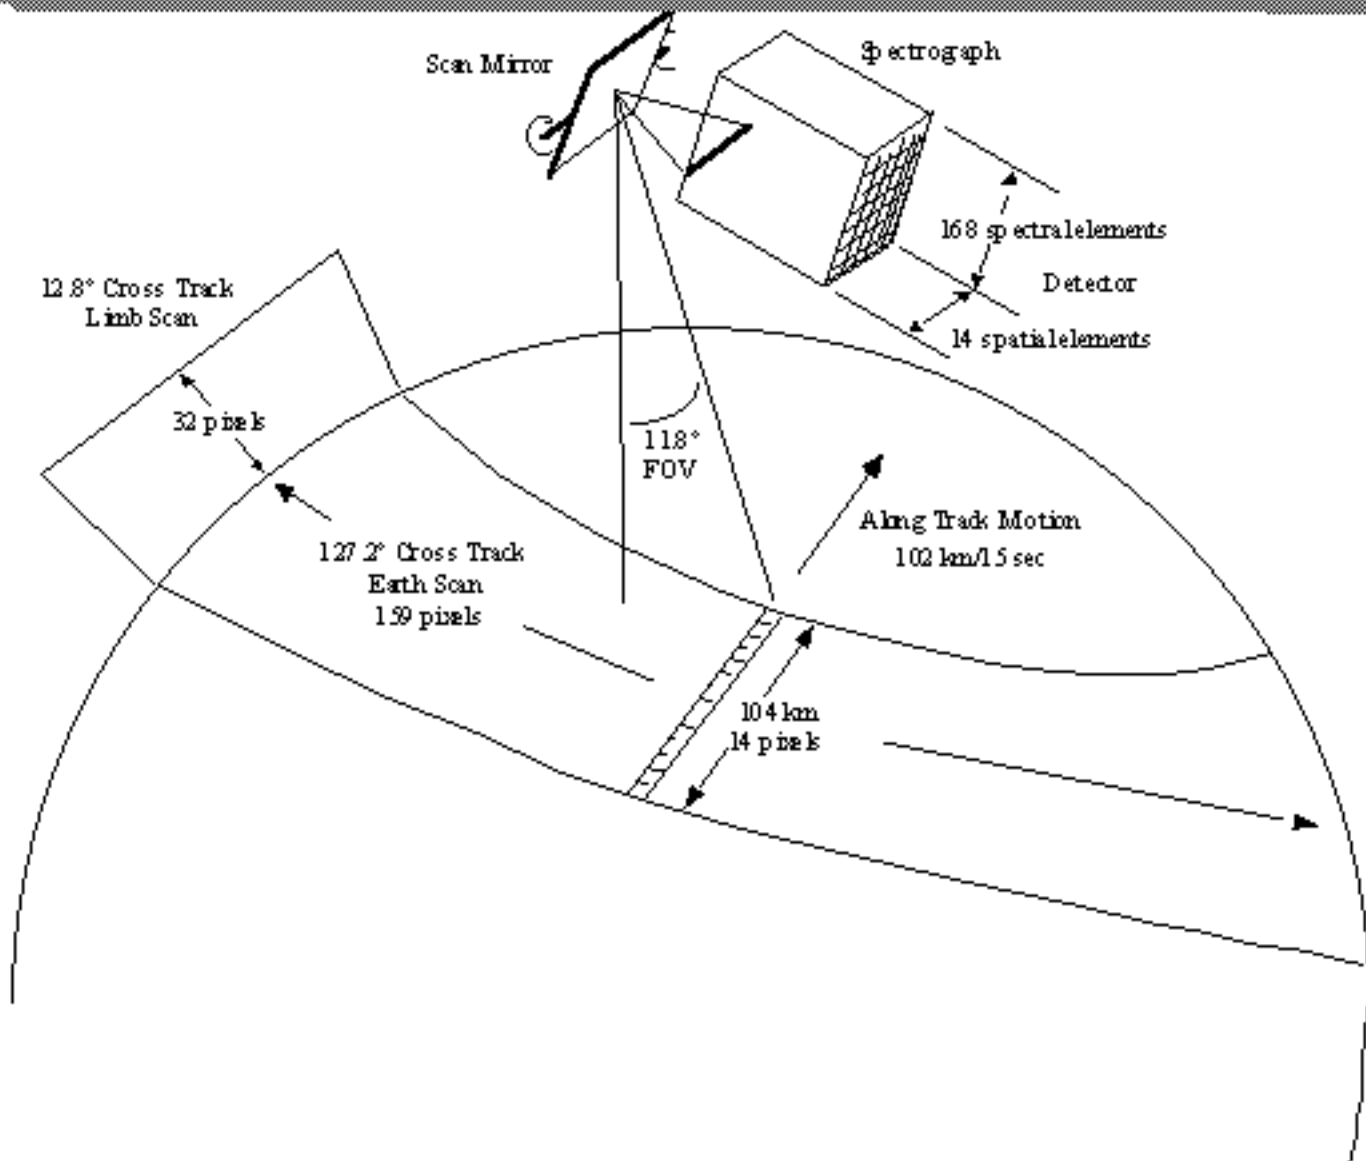 Scan Mirror
Spectrograph
168 spectral elements
Detector
14 spatial elements
12.8° Cross Track
Limb Scan
32 pixels
11.8°
FOV
Along Track Motion
102 km/15 sec
127.2° Cross Track
Earth Scan
159 pixels
104 km
14 pixels